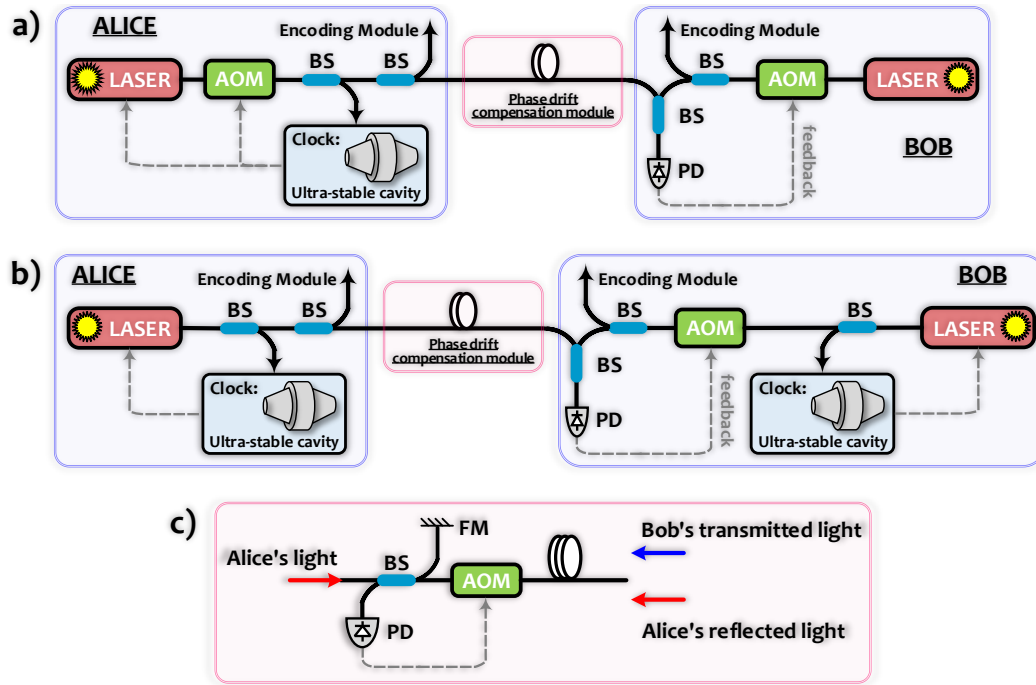 a)
ALICE
Encoding Module
LASER
AOM
BS
BS
Clock:
Ultra-stable cavity
Phase drift
compensation module
Encoding Module
BS
AOM
LASER
BS
PD
feedback
BOB
b)
ALICE
Encoding Module
LASER
BS
BS
Clock:
Ultra-stable cavity
Phase drift
compensation module
Encoding Module
BOB
BS
AOM
BS
LASER
BS
PD
feedback
Clock:
Ultra-stable cavity
c)
FM
Alice's light
BS
AOM
PD
Bob's transmitted light
Alice's reflected light